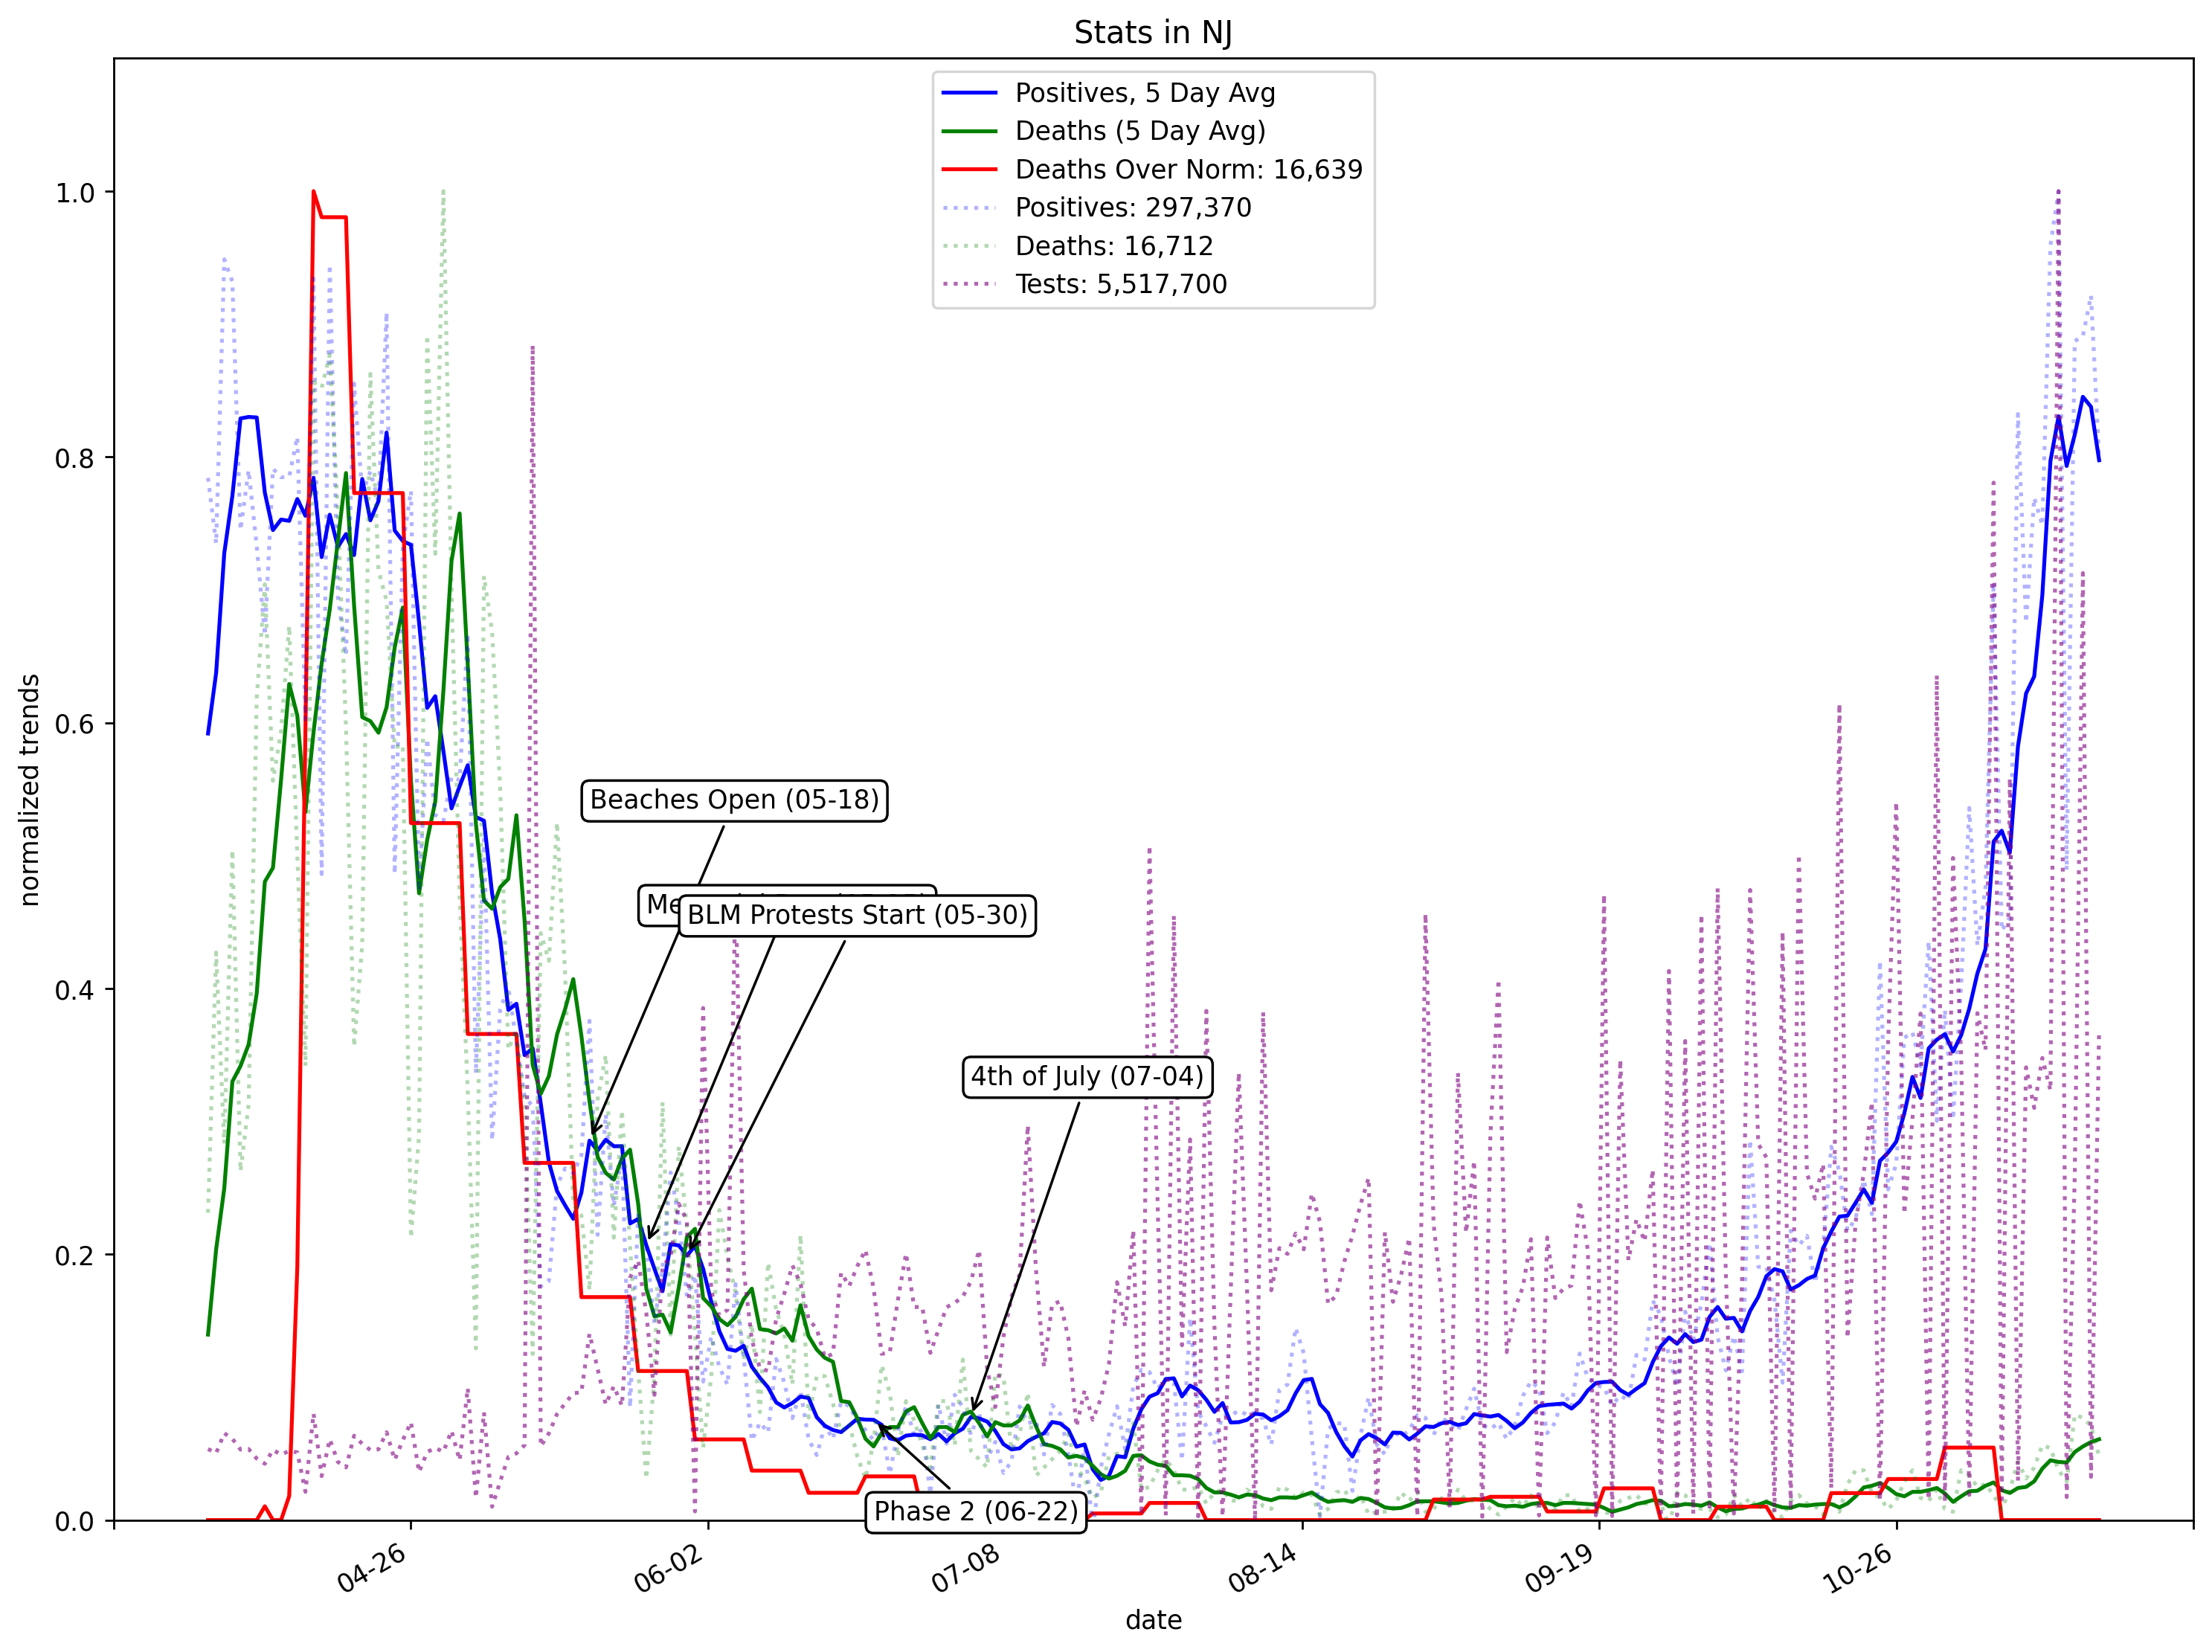 Stats in NJ
Positives, 5 Day Avg
Deaths (5 Day Avg)
Deaths Over Norm: 16,639
Positives: 297,370
Deaths: 16,712
Tests: 5,517,700
normalized trends
1.0
0.8
0.6
0.4
0.2
0.0
Beaches Open (05-18)
BLM Protests Start (05-30)
4th of July (07-04)
Phase 2 (06-22)
04-26
06-02
07-08
08-14
09-19
10-26
date